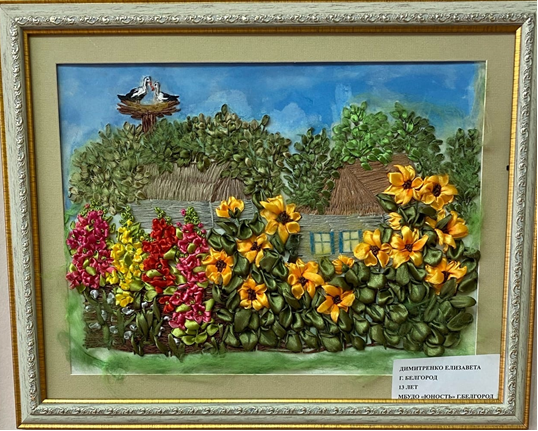 ДИМИТРЕНКО ЕЛИЗАВЕТА
Г. БЕЛГОРОД
13 ЛЕТ
МБУДО «ЮНОСТЬ» Г.БЕЛГОРОД